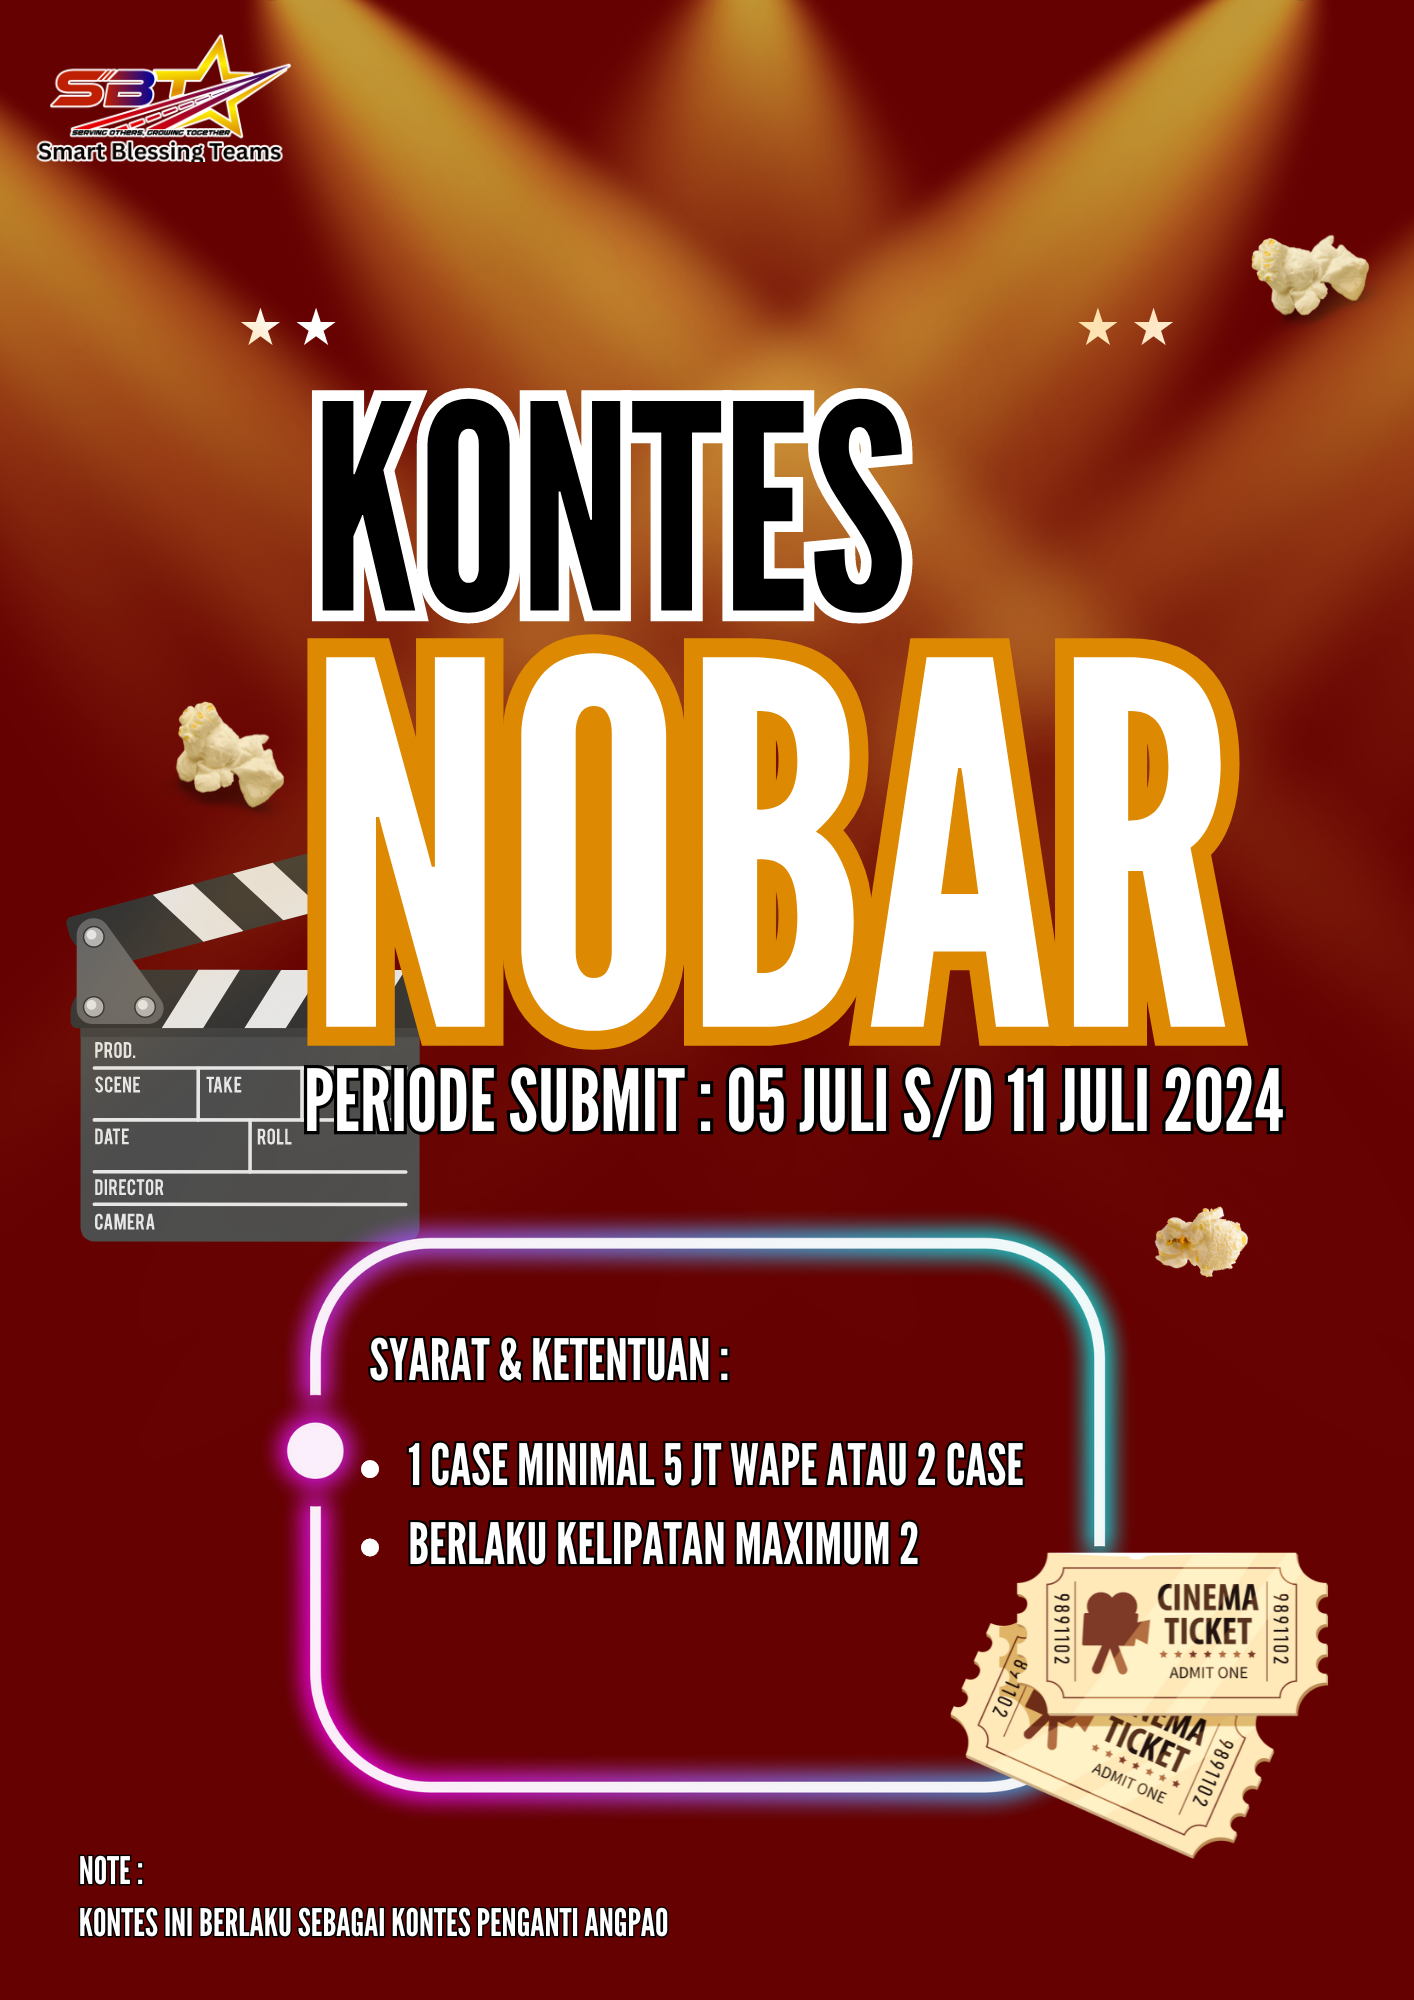 SBT
SERVING OTHERS, GROWING TOGETHER
Smart Blessing Teams
KONTES
NOBAR
PERIODE SUBMIT : 05 JULI S/D 11 JULI 2024
PROD.
SCENE TAKE
DATE ROLL
DIRECTOR
CAMERA
SYARAT & KETENTUAN :
• 1 CASE MINIMAL 5 JT WAPE ATAU 2 CASE
• BERLAKU KELIPATAN MAXIMUM 2
9891102
CINEMA
TICKET
ADMIT ONE
9891102
TICKET
ADMIT ONE
9891102
NOTE :
KONTES INI BERLAKU SEBAGAI KONTES PENGANTI ANGPAO